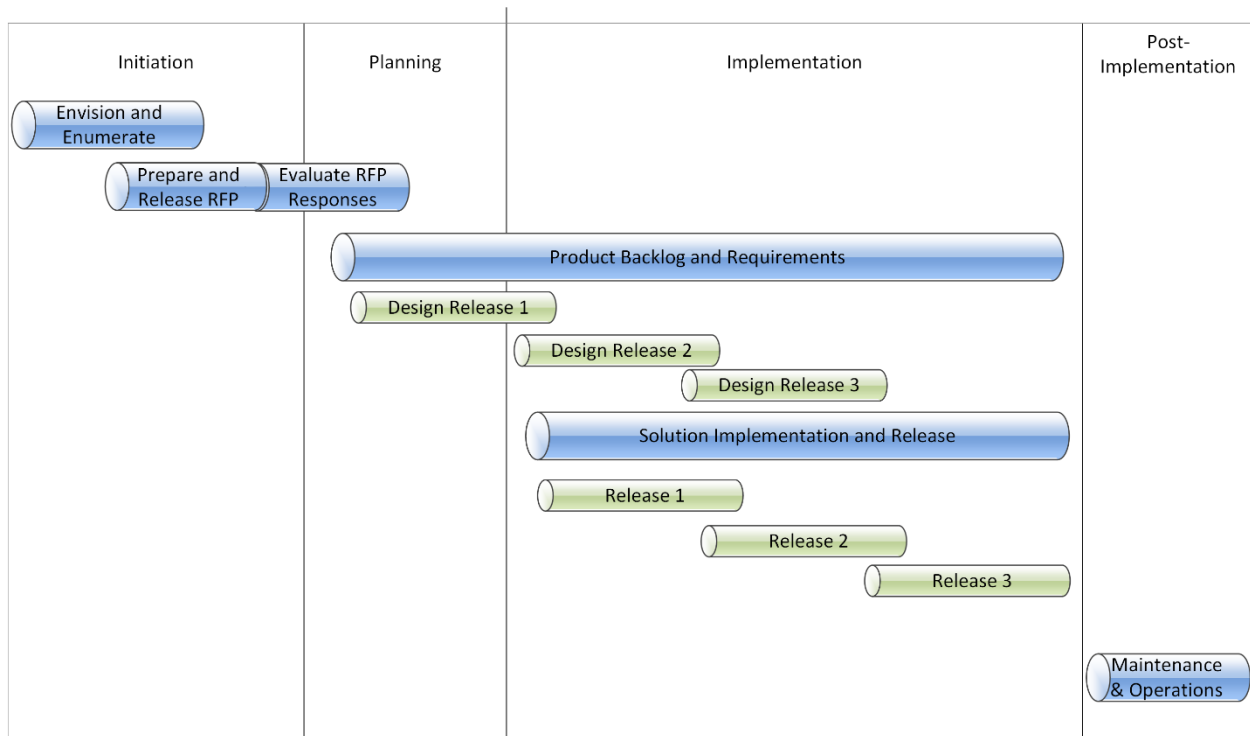 Initiation
Planning
Implementation
Post-
Implementation
Envision and
Enumerate
Prepare and
Release RFP
Evaluate RFP
Responses
Product Backlog and Requirements
Design Release 1
Design Release 2
Design Release 3
Solution Implementation and Release
Release 1
Release 2
Release 3
Maintenance
& Operations